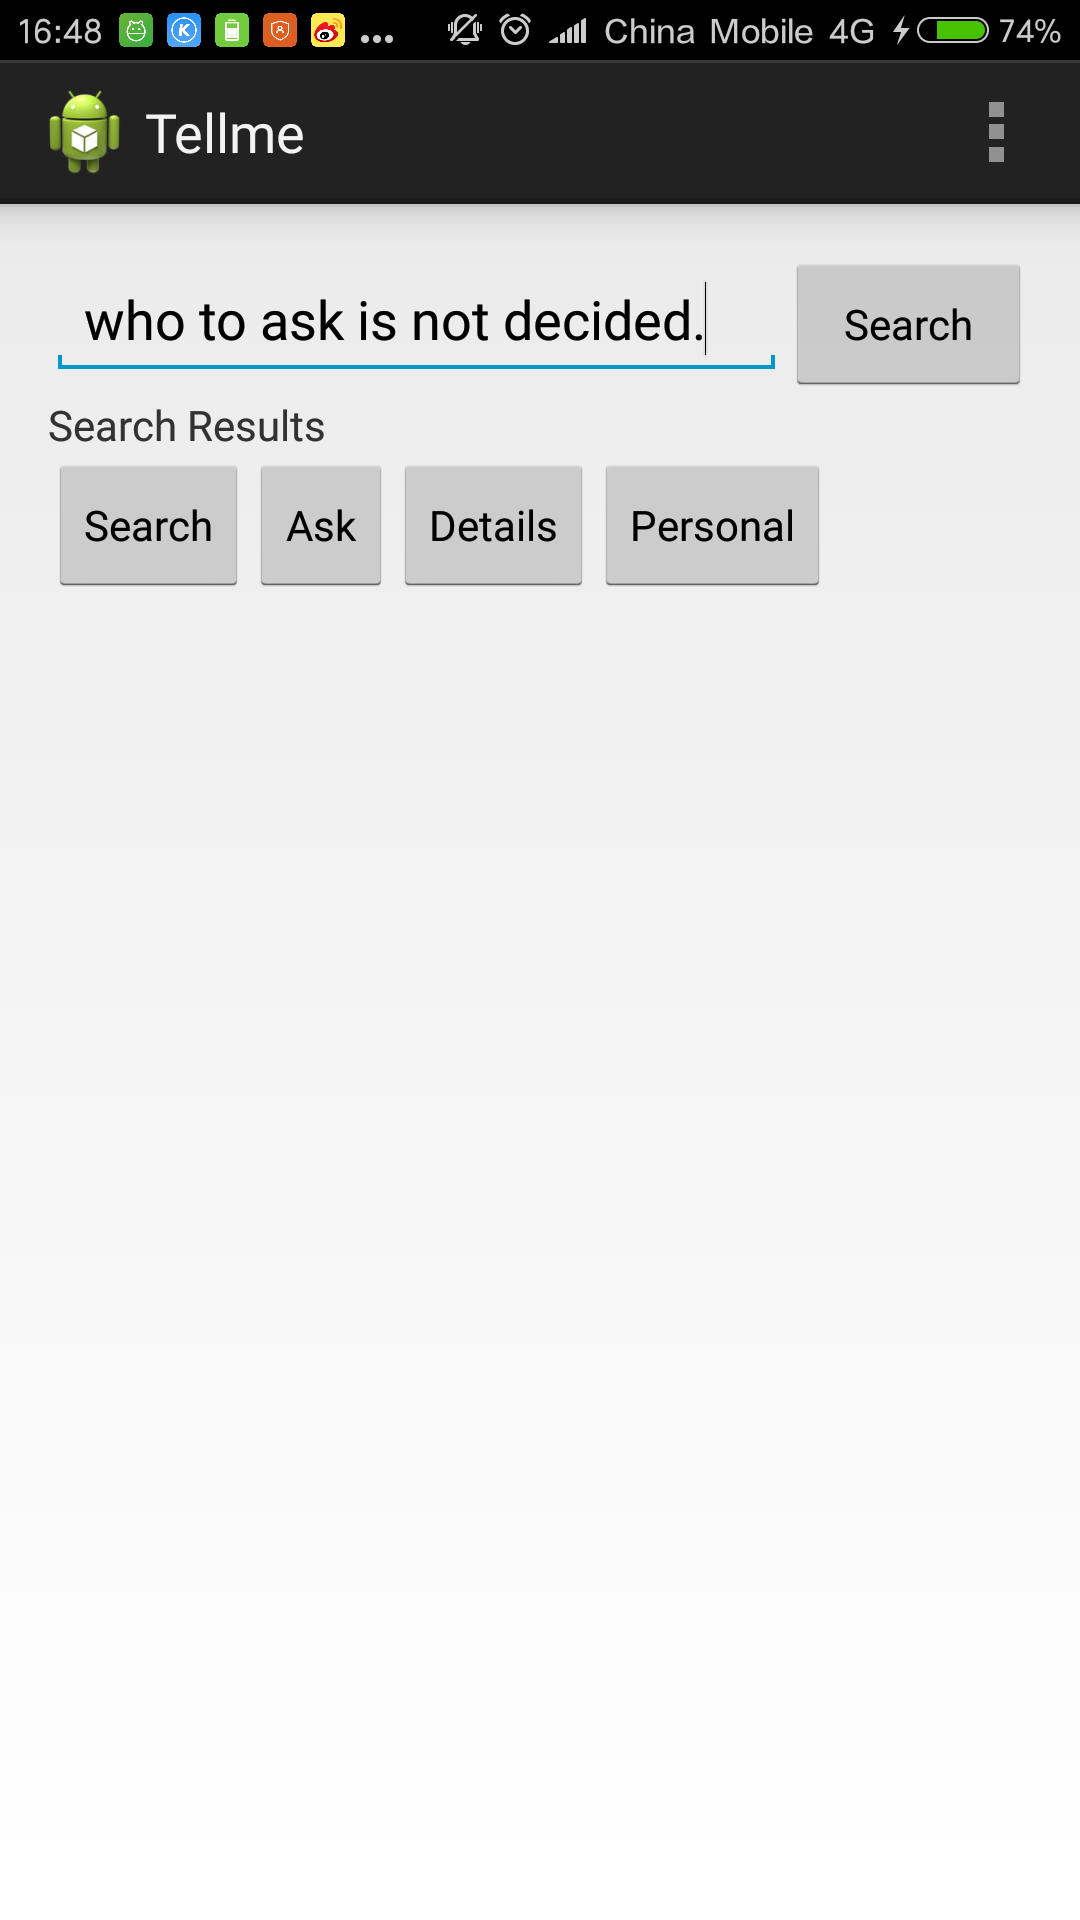 16:48 ... China Mobile 4G 74%
Tellme
who to ask is not decided. Search
Search Results
Search Ask Details Personal